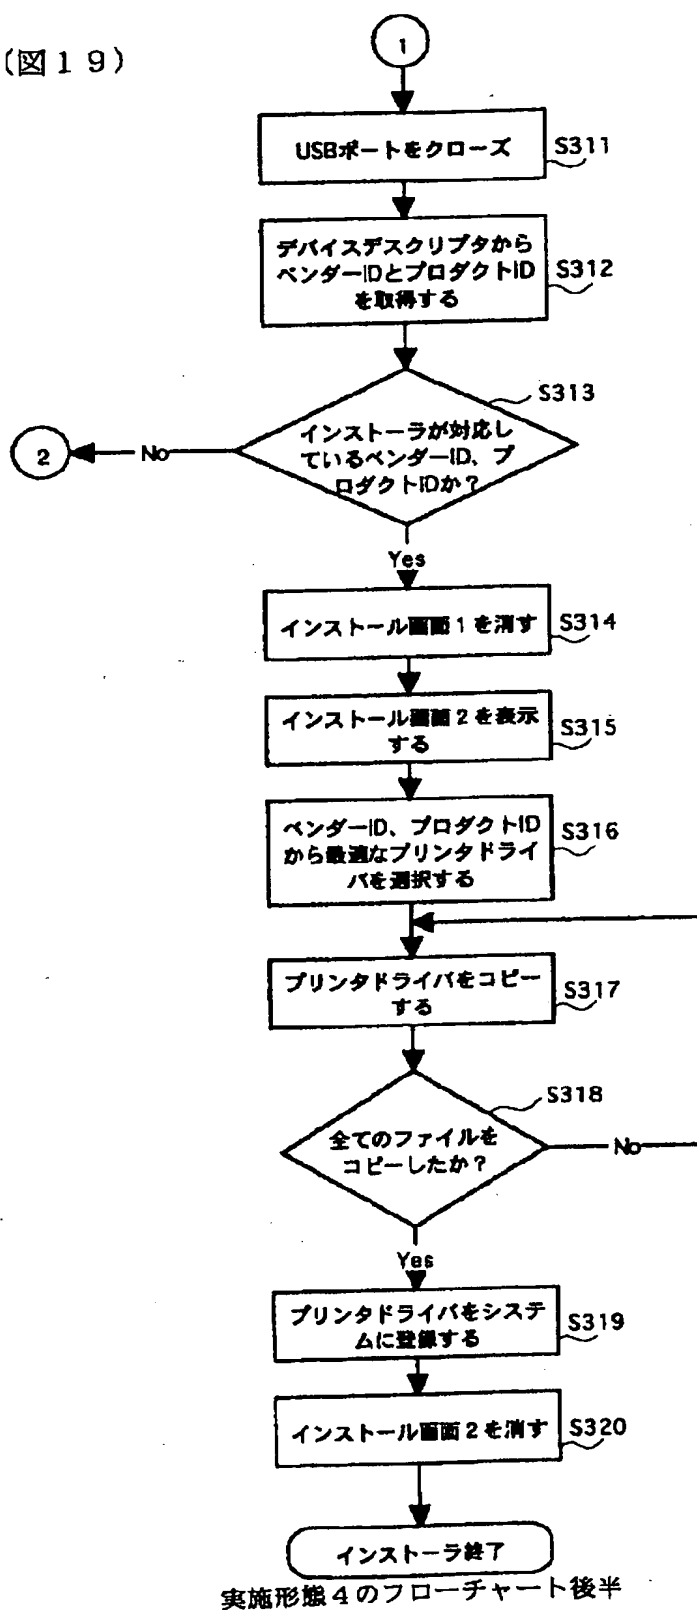 (図19)
1
USBポートをクローズ
S311
デバイスデスクリプタから
ベンダーIDとプロダクトID
を取得する
S312
S313
インストーラが対応し
ているベンダーID、プ
ロダクトIDか？
No
2
Yes
インストール画面1を消す
S314
インストール画面2を表示
する
S315
ベンダーID、プロダクトID
から最適なプリンタドライ
バを選択する
S316
プリンタドライバをコピー
する
S317
S318
全てのファイルを
コピーしたか？
No
Yes
プリンタドライバをシステ
ムに登録する
S319
インストール画面2を消す
S320
インストーラ終了
実施形態4のフローチャート後半